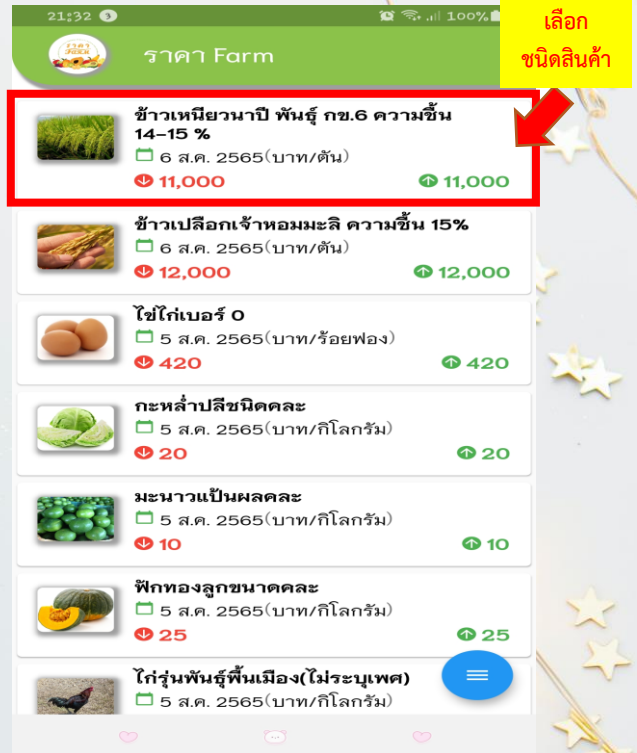 21:32
100%
เลือก
ชนิดสินค้า
ราคา Farm
ข้าวเหนียวนาปี พันธุ์ กข.6 ความชื้น
14-15 %
6 ส.ค. 2565(บาท/ตัน)
11,000 11,000
ข้าวเปลือกเจ้าหอมมะลิ ความชื้น 15%
6 ส.ค. 2565(บาท/ตัน)
12,000 12,000
ไข่ไก่เบอร์ 0
5 ส.ค. 2565(บาท/ร้อยฟอง)
420 420
กะหล่ำปลีชนิดคละ
5 ส.ค. 2565(บาท/กิโลกรัม)
20 20
มะนาวแป้นผลคละ
5 ส.ค. 2565(บาท/กิโลกรัม)
10 10
ฟักทองลูกขนาดคละ
5 ส.ค. 2565(บาท/กิโลกรัม)
25 25
ไก่รุ่นพันธุ์พื้นเมือง(ไม่ระบุเพศ)
5 ส.ค. 2565(บาท/กิโลกรัม)